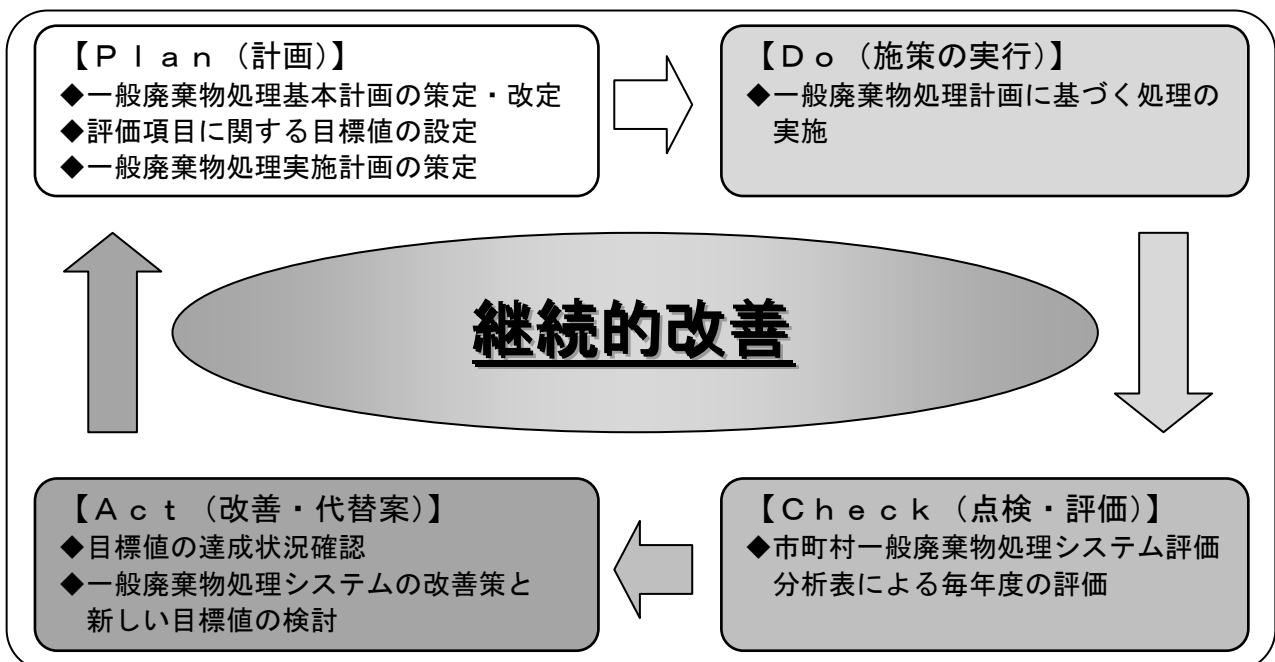 【Ｐｌａｎ（計画）】
◆一般廃棄物処理基本計画の策定・改定
◆評価項目に関する目標値の設定
◆一般廃棄物処理実施計画の策定
【Ｄｏ（施策の実行）】
◆一般廃棄物処理計画に基づく処理の
実施
継続的改善
【Ａｃｔ（改善・代替案）】
◆目標値の達成状況確認
◆一般廃棄物処理システムの改善策と
新しい目標値の検討
【Ｃｈｅｃｋ（点検・評価）】
◆市町村一般廃棄物処理システム評価
分析表による毎年度の評価